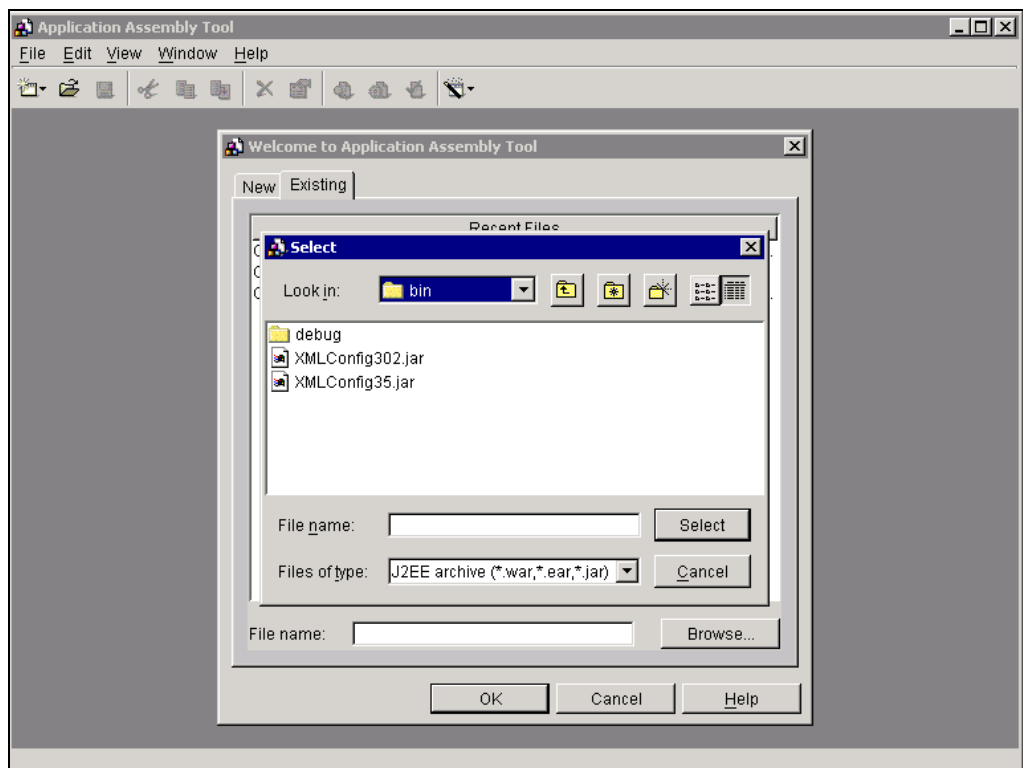 Application Assembly Tool
File Edit View Window Help
Welcome to Application Assembly Tool
New Existing
Recent Files
Select
Look in: bin
debug
XMLConfig302.jar
XMLConfig35.jar
File name: Select
Files of type: J2EE archive (*.war,*.ear,*.jar) Cancel
File name: Browse...
OK Cancel Help